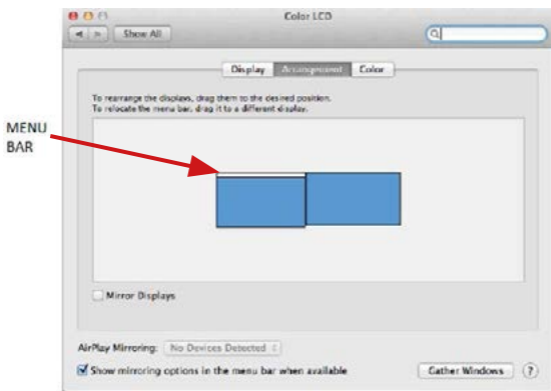 Color LCD
Show All
Display Arrangement Color
To rearrange the displays, drag them to the desired position.
To relocate the menu bar, drag it to a different display.
MENU
BAR
Mirror Displays
AirPlay Mirroring: No Devices Detected
Show mirroring options in the menu bar when available
Gather Windows ?